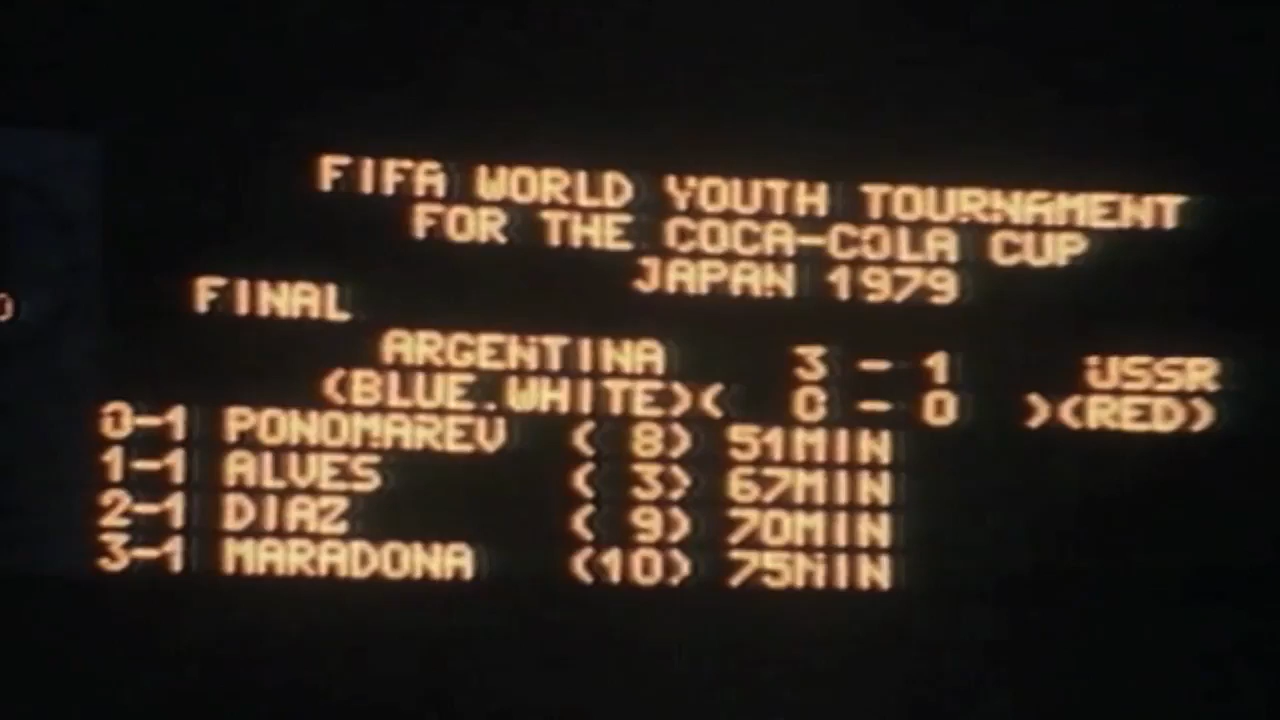 FIFA WORLD YOUTH TOURNAMENT
FOR THE COCA-COLA CUP
JAPAN 1979
FINAL
ARGENTINA 3 - 1 USSR
(BLUE.WHITE)( 0 - 0 )(RED)
0-1 PONOMAREV ( 8) 51MIN
1-1 ALVES ( 3) 67MIN
2-1 DIAZ ( 9) 70MIN
3-1 MARADONA (10) 75MIN